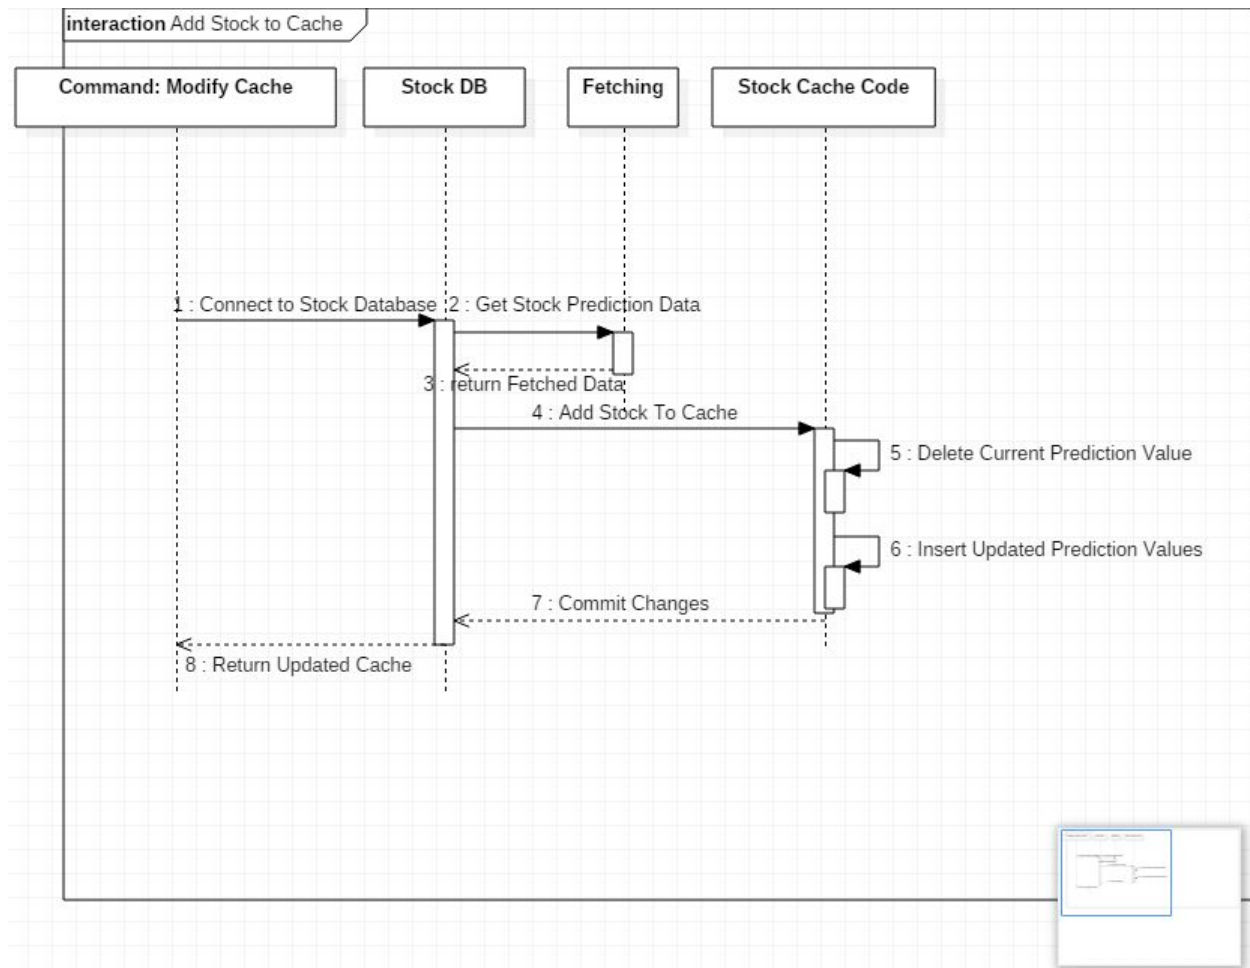 interaction Add Stock to Cache
Command: Modify Cache
Stock DB
Fetching
Stock Cache Code
1 : Connect to Stock Database
2 : Get Stock Prediction Data
3 : return Fetched Data
4 : Add Stock To Cache
5 : Delete Current Prediction Value
6 : Insert Updated Prediction Values
7 : Commit Changes
8 : Return Updated Cache